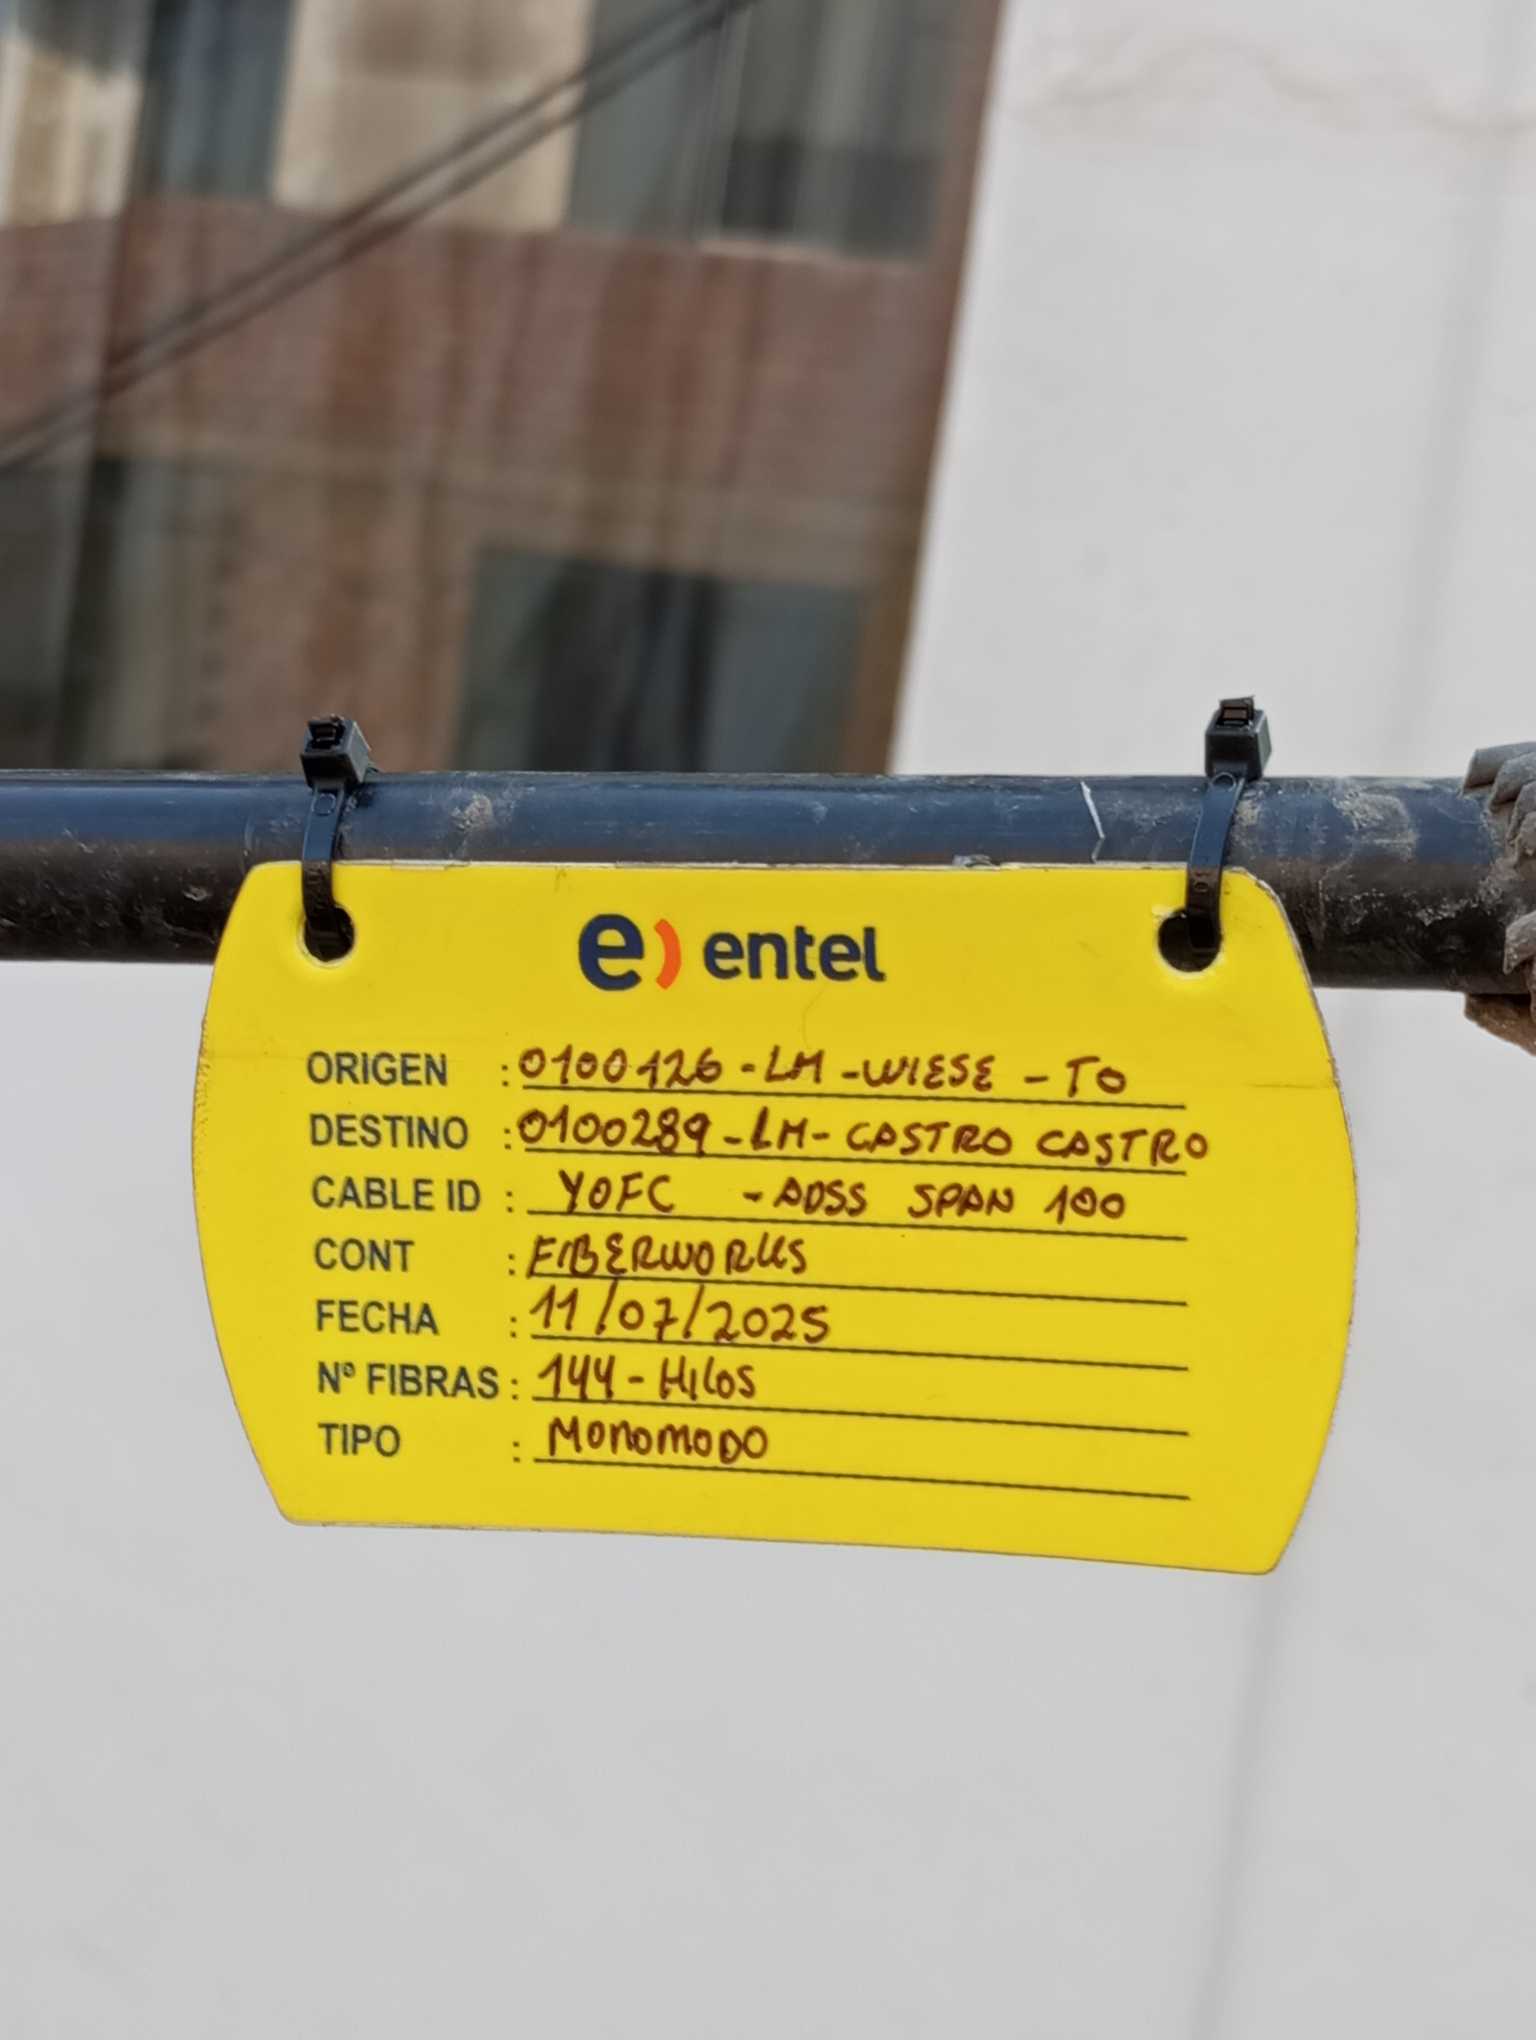 e) entel
ORIGEN : 0100126 - LM - WIESE - TO
DESTINO : 0100289 - LM - CASTRO CASTRO
CABLE ID : YOFC - ADSS SPAN 100
CONT : FIBERWORKS
FECHA : 11/07/2025
Nº FIBRAS : 144 - Hilos
TIPO : MONOMODO